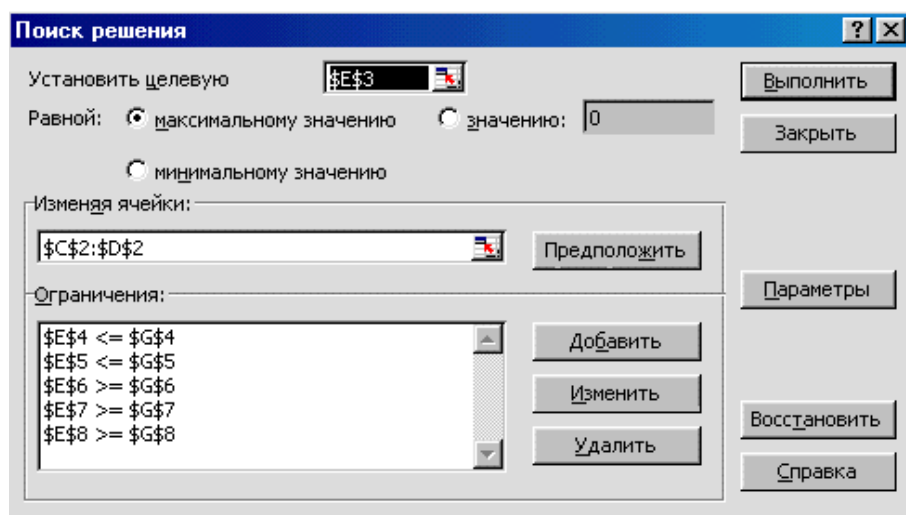 Поиск решения
Установить целевую $E$3 Выполнить
Равной: максимальному значению значению: 0 Закрыть
минимальному значению
Изменяя ячейки:
$C$2:$D$2 Предположить
Ограничения: Параметры
$E$4 <= $G$4 Добавить
$E$5 <= $G$5
$E$6 >= $G$6 Изменить
$E$7 >= $G$7 Восстановить
$E$8 >= $G$8 Удалить
Справка